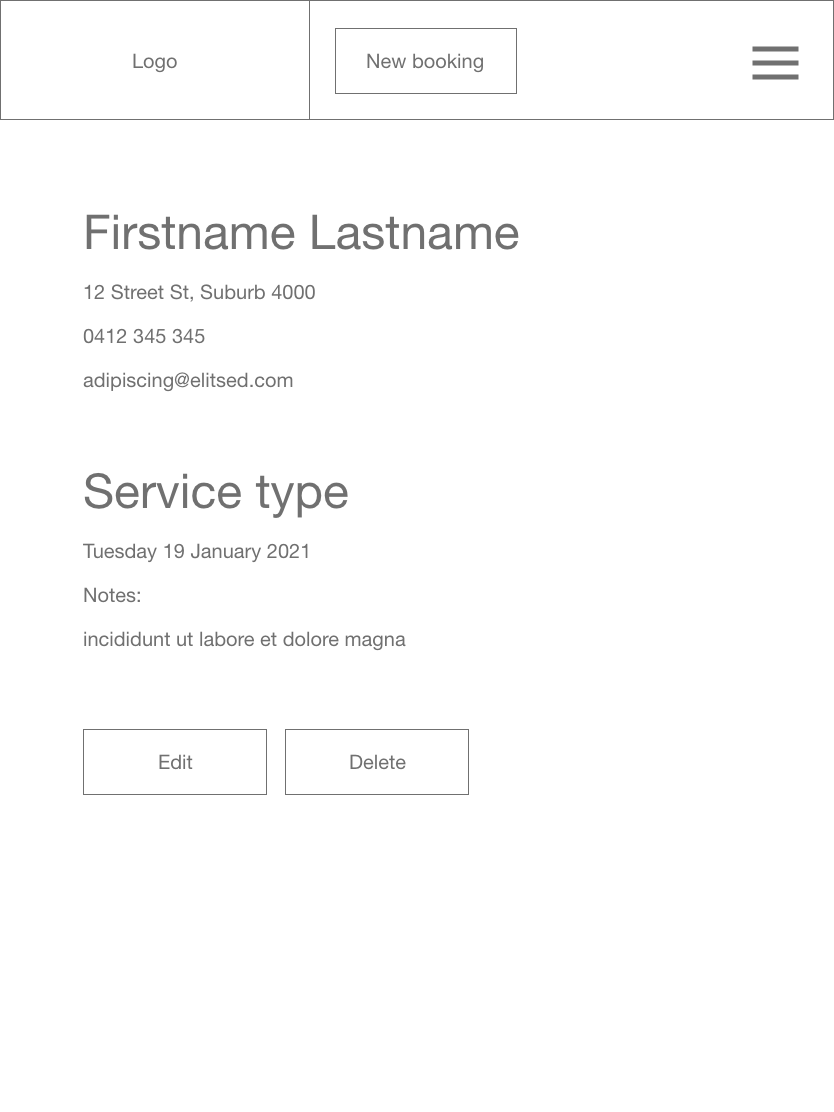 Logo
New booking
Firstname Lastname
12 Street St, Suburb 4000
0412 345 345
adipiscing@elitsed.com
Service type
Tuesday 19 January 2021
Notes:
incididunt ut labore et dolore magna
Edit
Delete